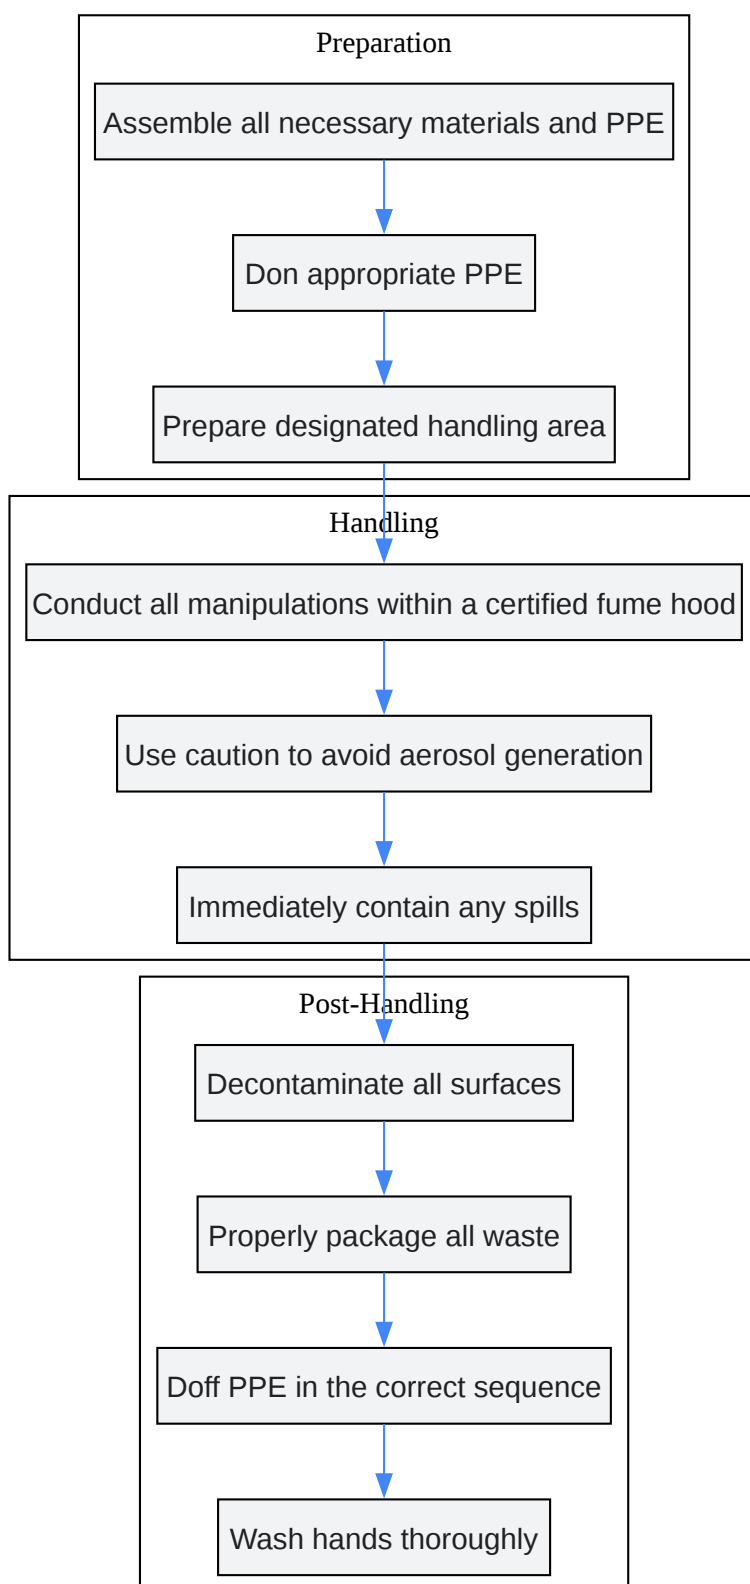 Preparation
Assemble all necessary materials and PPE
Don appropriate PPE
Prepare designated handling area
Handling
Conduct all manipulations within a certified fume hood
Use caution to avoid aerosol generation
Immediately contain any spills
Post-Handling
Decontaminate all surfaces
Properly package all waste
Doff PPE in the correct sequence
Wash hands thoroughly